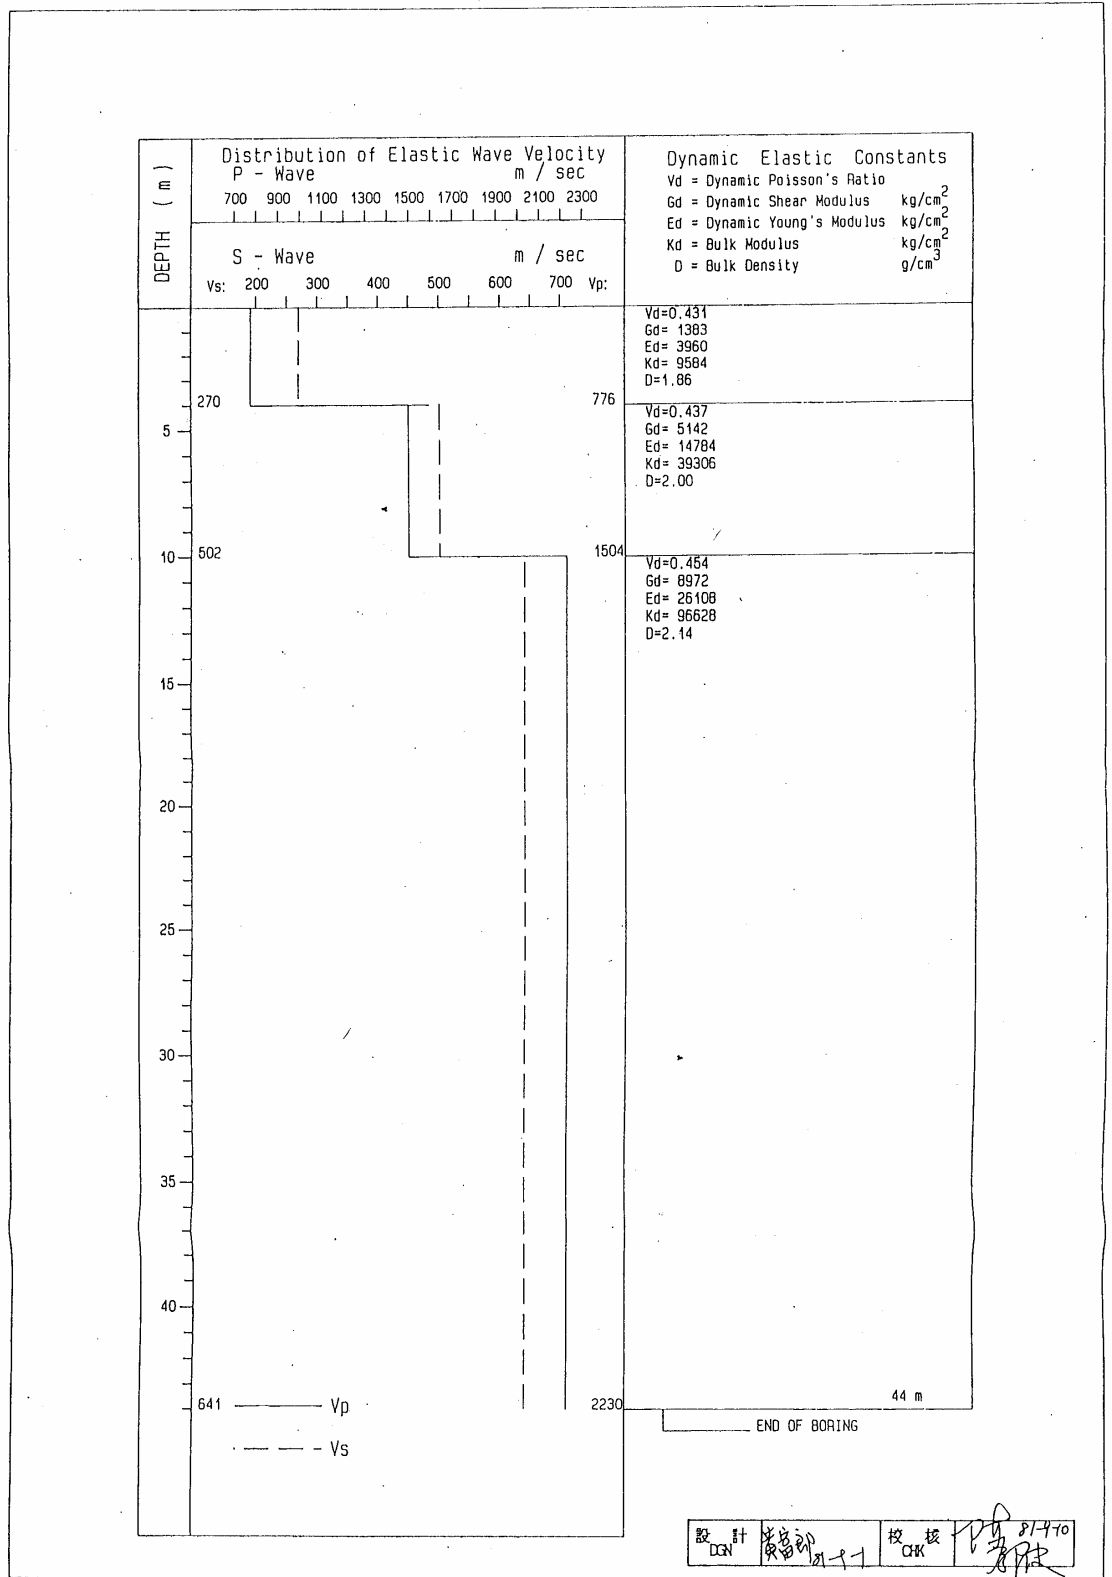 DEPTH (m)
Distribution of Elastic Wave Velocity
P - Wave m / sec
700 900 1100 1300 1500 1700 1900 2100 2300
S - Wave m / sec
Vs: 200 300 400 500 600 700 Vp:
Dynamic Elastic Constants
Vd = Dynamic Poisson's Ratio
Gd = Dynamic Shear Modulus kg/cm²
Ed = Dynamic Young's Modulus kg/cm²
Kd = Bulk Modulus kg/cm²
D = Bulk Density g/cm³
Vd=0.431
Gd= 1383
Ed= 3960
Kd= 9584
D=1.86
270 776
Vd=0.437
Gd= 5142
Ed= 14784
Kd= 39306
D=2.00
5
10 502 1504
Vd=0.454
Gd= 8972
Ed= 26108
Kd= 96628
D=2.14
15
20
25
30
35
40
44 m
641 Vp 2230
END OF BORING
Vs
設計 校核
DGN CHK
81-9-10